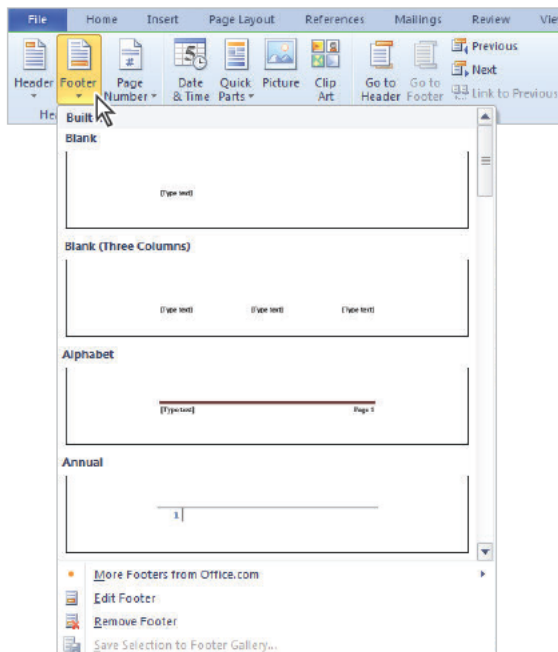 File Home Insert Page Layout References Mailings Review Vie
Header Footer Page Number Date & Time Quick Parts Picture Clip Art Go to Header Go to Footer Previous
Next
Link to Previous
He
Built
Blank
[Type text]
Blank (Three Columns)
[Type text] [Type text] [Type text]
Alphabet
[Type text] Page 1
Annual
1
More Footers from Office.com
Edit Footer
Remove Footer
Save Selection to Footer Gallery...